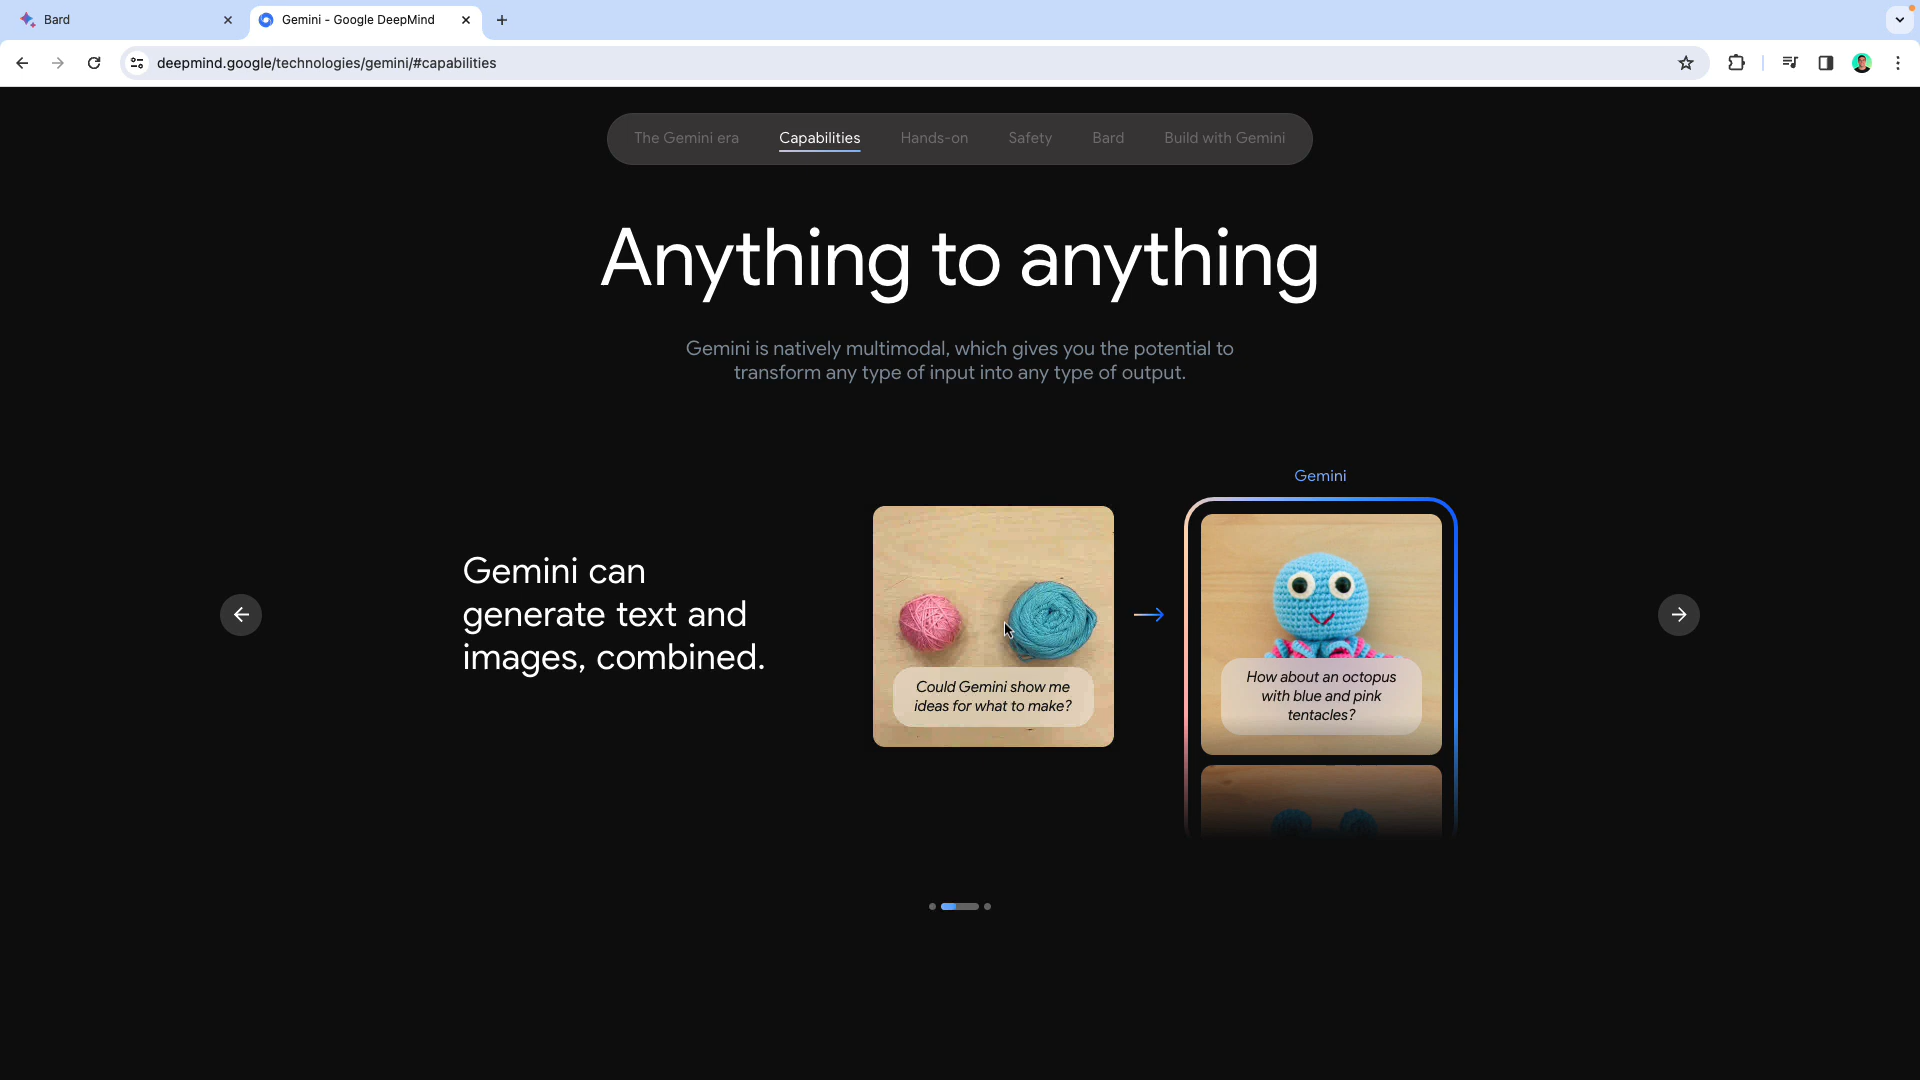 Bard
Gemini - Google DeepMind
deepmind.google/technologies/gemini/#capabilities
The Gemini era
Capabilities
Hands-on
Safety
Bard
Build with Gemini
Anything to anything
Gemini is natively multimodal, which gives you the potential to
transform any type of input into any type of output.
Gemini can
generate text and
images, combined.
Could Gemini show me
ideas for what to make?
Gemini
How about an octopus
with blue and pink
tentacles?